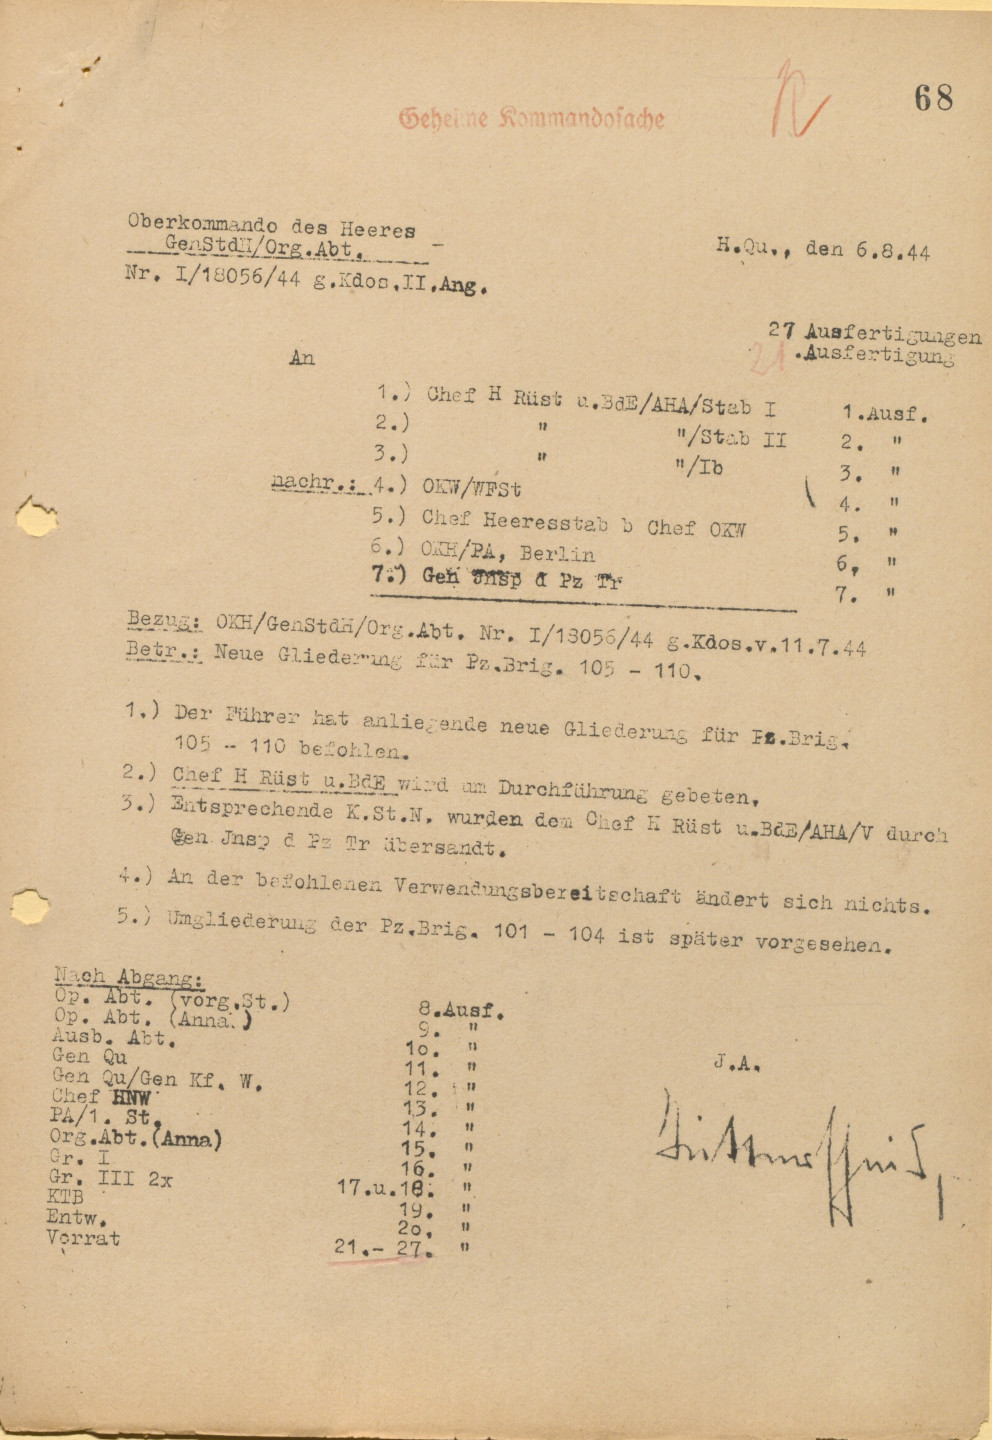 68
Geheime Kommandosache
Oberkommando des Heeres
GenStdH/Org.Abt.
Nr. I/18056/44 g.Kdos.II.Ang.
H.Qu., den 6.8.44
27 Ausfertigungen
21.Ausfertigung
An
1.) Chef H Rüst u.BdE/AHA/Stab I 1.Ausf.
2.) " "/Stab II 2. "
3.) " "/Ib 3. "
nachr.: 4.) OKW/WFSt 4. "
5.) Chef Heeresstab b Chef OKW 5. "
6.) OKH/PA, Berlin 6. "
7.) Gen Jnsp d Pz Tr 7. "
Bezug: OKH/GenStdH/Org.Abt. Nr. I/18056/44 g.Kdos.v.11.7.44
Betr.: Neue Gliederung für Pz.Brig. 105 - 110.
1.) Der Führer hat anliegende neue Gliederung für Pz.Brig.
105 - 110 befohlen.
2.) Chef H Rüst u.BdE wird um Durchführung gebeten.
3.) Entsprechende K.St.N. wurden dem Chef H Rüst u.BdE/AHA/V durch
Gen Jnsp d Pz Tr übersandt.
4.) An der befohlenen Verwendungsbereitschaft ändert sich nichts.
5.) Umgliederung der Pz.Brig. 101 - 104 ist später vorgesehen.
Nach Abgang:
Op. Abt. (vorg.St.) 8.Ausf.
Op. Abt. (Anna.) 9. "
Ausb. Abt. 10. "
Gen Qu 11. "
Gen Qu/Gen Kf. W. 12. "
Chef HNW 13. "
PA/1. St. 14. "
Org.Abt.(Anna) 15. "
Gr. I 16. "
Gr. III 2x 17.u.18. "
KTB 19. "
Entw. 20. "
Vorrat 21.- 27. "
J.A.